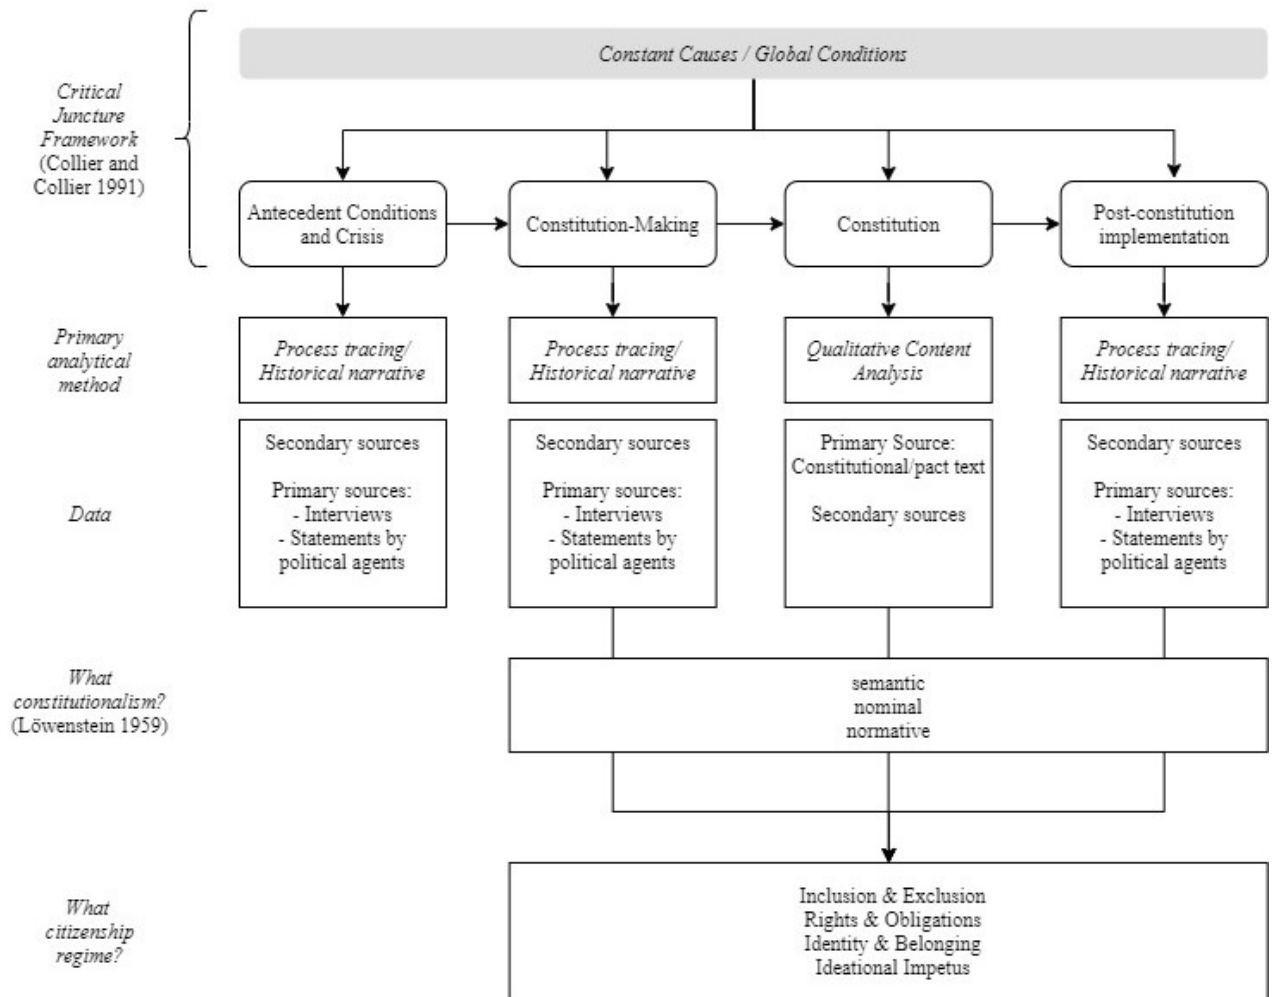 Constant Causes / Global Conditions
Critical
Juncture
Framework
(Collier and
Collier 1991)
Antecedent Conditions
and Crisis
Constitution-Making
Constitution
Post-constitution
implementation
Primary
analytical
method
Process tracing/
Historical narrative
Process tracing/
Historical narrative
Qualitative Content
Analysis
Process tracing/
Historical narrative
Data
Secondary sources
Primary sources:
- Interviews
- Statements by
political agents
Secondary sources
Primary sources:
- Interviews
- Statements by
political agents
Primary Source:
Constitutional/pact text
Secondary sources
Secondary sources
Primary sources:
- Interviews
- Statements by
political agents
What
constitutionalism?
(Löwenstein 1959)
semantic
nominal
normative
What
citizenship
regime?
Inclusion & Exclusion
Rights & Obligations
Identity & Belonging
Ideational Impetus